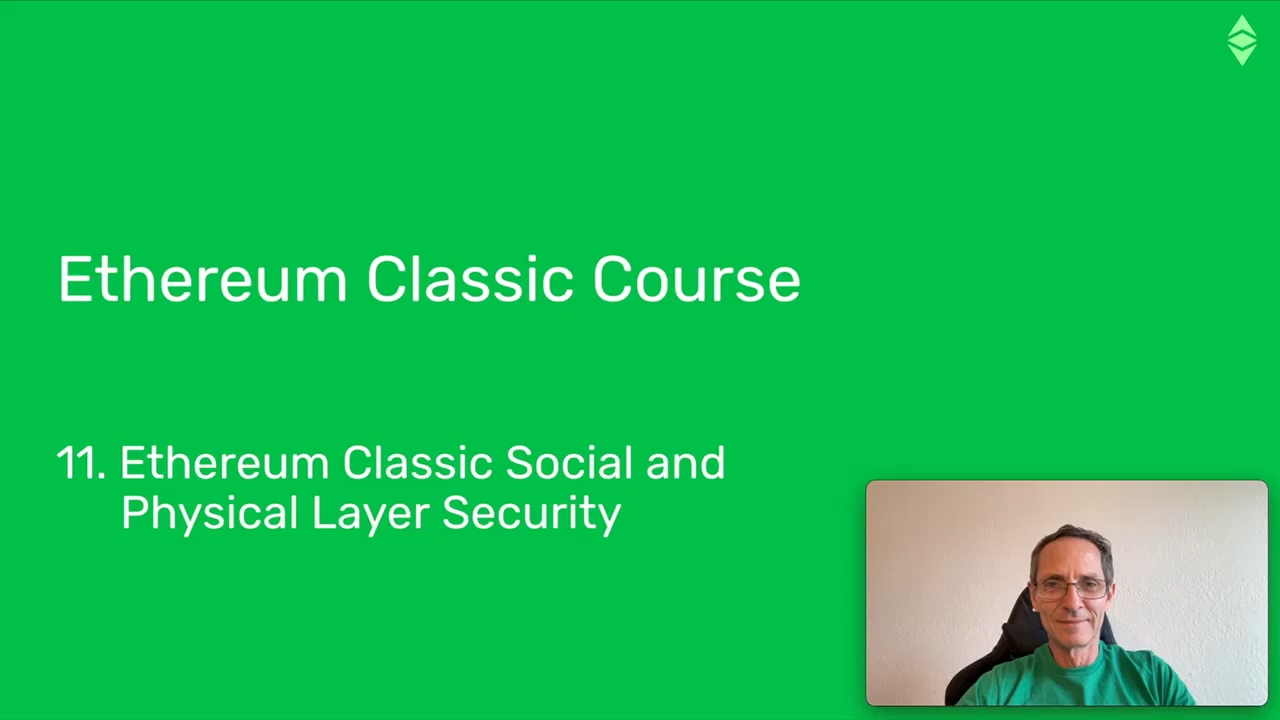 Ethereum Classic Course
11. Ethereum Classic Social and
Physical Layer Security